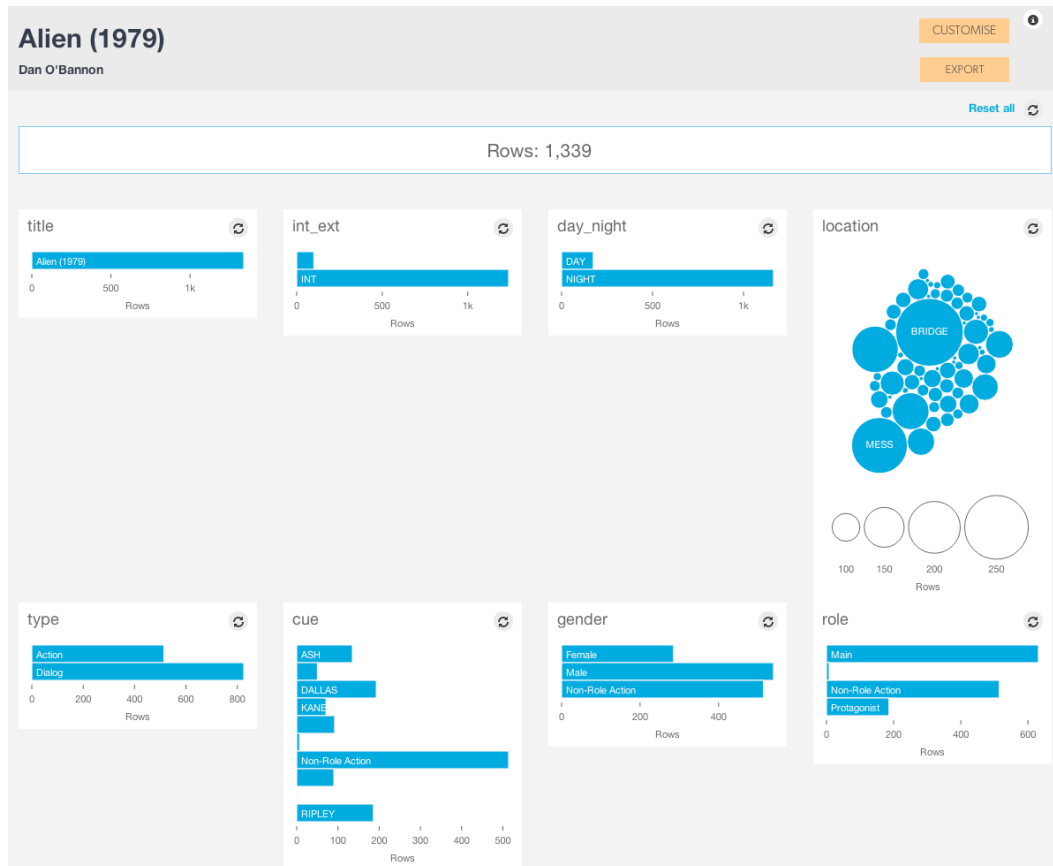 Alien (1979)
Dan O'Bannon
CUSTOMISE
EXPORT
Reset all
Rows: 1,339
title
Alien (1979)
0 500 1k
Rows
int_ext
INT
0 500 1k
Rows
day_night
DAY
NIGHT
0 500 1k
Rows
location
BRIDGE
MESS
100 150 200 250
Rows
type
Action
Dialog
0 200 400 600 800
Rows
cue
ASH
DALLAS
KANE
Non-Role Action
RIPLEY
0 100 200 300 400 500
Rows
gender
Female
Male
Non-Role Action
0 200 400
Rows
role
Main
Non-Role Action
Protagonist
0 200 400 600
Rows